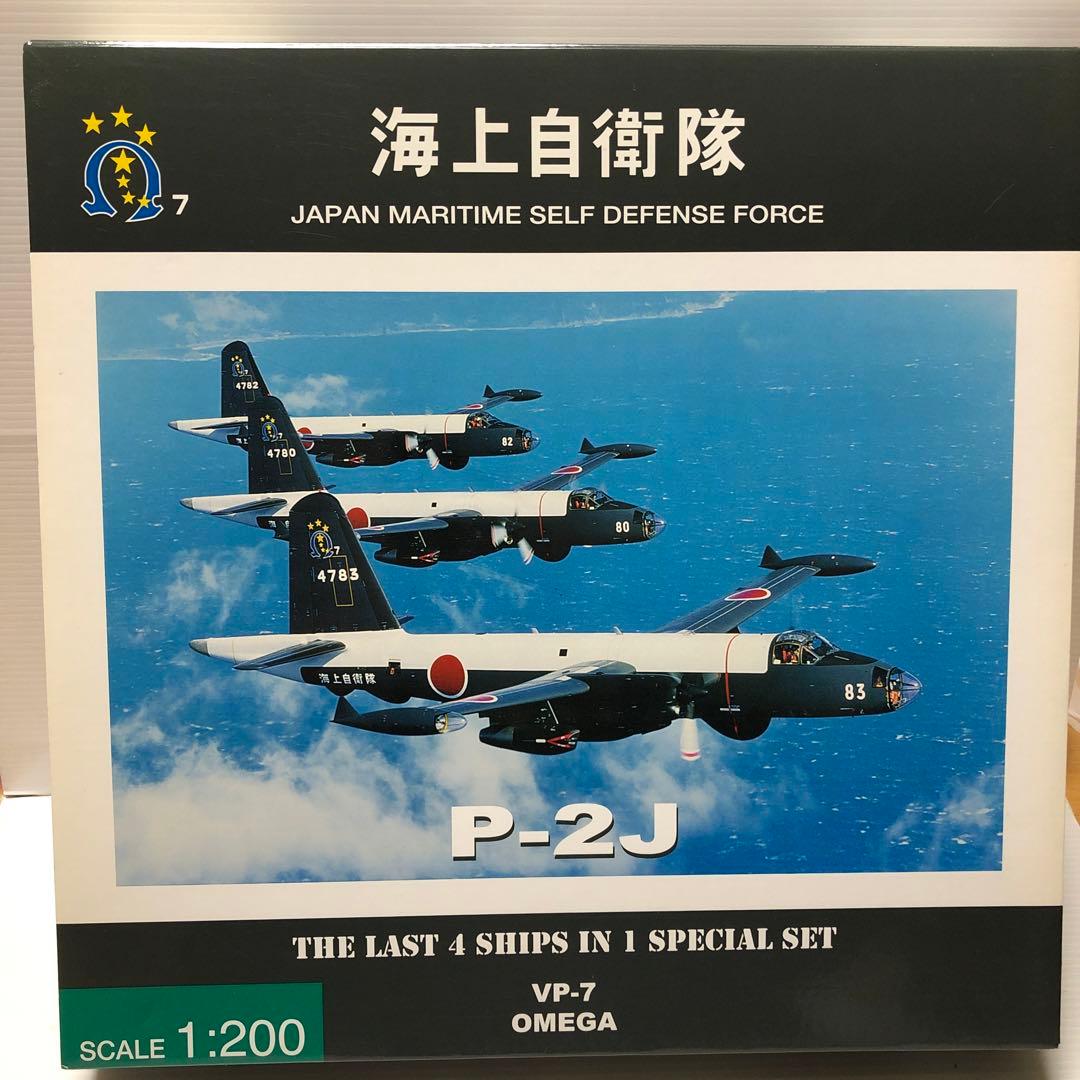 海上自衛隊
7
JAPAN MARITIME SELF DEFENSE FORCE
7
4782
82
7
4780
80
7
4783
海上自衛隊
83
P-2J
THE LAST 4 SHIPS IN 1 SPECIAL SET
VP-7
OMEGA
SCALE 1:200